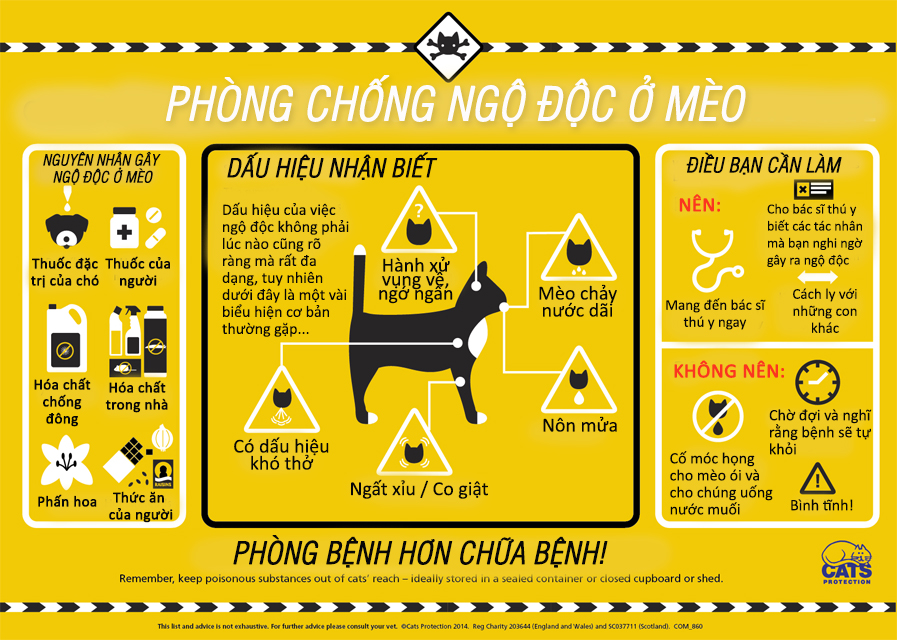 PHÒNG CHỐNG NGỘ ĐỘC Ở MÈO
NGUYÊN NHÂN GÂY
NGỘ ĐỘC Ở MÈO
Thuốc đặc
trị của chó
Thuốc của
người
Hóa chất
chống
đông
Hóa chất
trong nhà
Phấn hoa
RAISINS
Thức ăn
của người
DẤU HIỆU NHẬN BIẾT
Dấu hiệu của việc
ngộ độc không phải
lúc nào cũng rõ
ràng mà rất đa
dạng, tuy nhiên
dưới đây là một vài
biểu hiện cơ bản
thường gặp...
?
Hành xử
vụng về,
ngớ ngẩn
Mèo chảy
nước dãi
Nôn mửa
Có dấu hiệu
khó thở
Ngất xỉu / Co giật
ĐIỀU BẠN CẦN LÀM
NÊN:
Mang đến bác sĩ
thú y ngay
Cho bác sĩ thú y
biết các tác nhân
mà bạn nghi ngờ
gây ra ngộ độc
Cách ly với
những con
khác
KHÔNG NÊN:
Cố móc họng
cho mèo ói và
cho chúng uống
nước muối
Chờ đợi và nghĩ
rằng bệnh sẽ tự
khỏi
Bình tĩnh!
PHÒNG BỆNH HƠN CHỮA BỆNH!
Remember, keep poisonous substances out of cats' reach – ideally stored in a sealed container or closed cupboard or shed.
CATS
PROTECTION
This list and advice is not exhaustive. For further advice please consult your vet. ©Cats Protection 2014. Reg Charity 203644 (England and Wales) and SC037711 (Scotland). COM_860